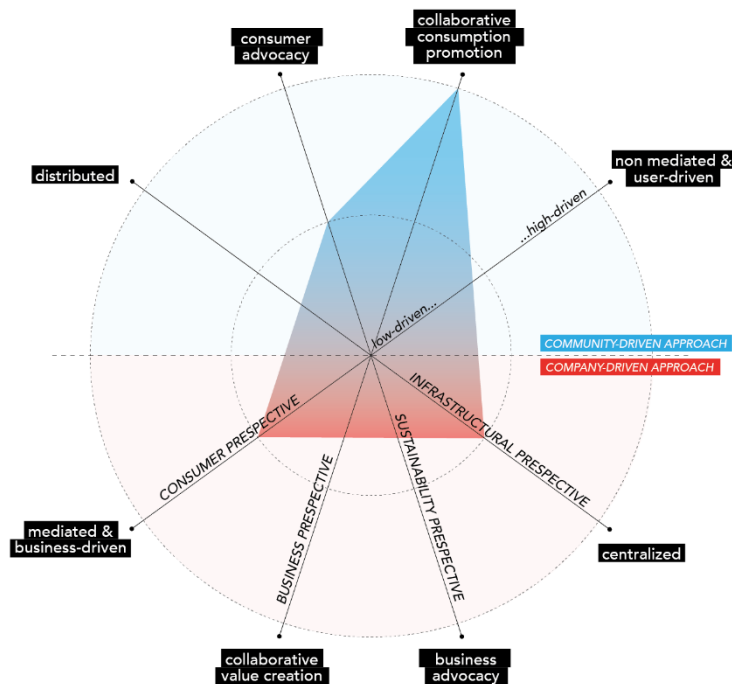 collaborative
consumption
promotion
consumer
advocacy
distributed
non mediated &
user-driven
...high-driven
low-driven...
COMMUNITY-DRIVEN APPROACH
COMPANY-DRIVEN APPROACH
CONSUMER PRESPECTIVE
BUSINESS PRESPECTIVE
SUSTAINABILITY PRESPECTIVE
INFRASTRUCTURAL PRESPECTIVE
mediated &
business-driven
centralized
collaborative
value creation
business
advocacy